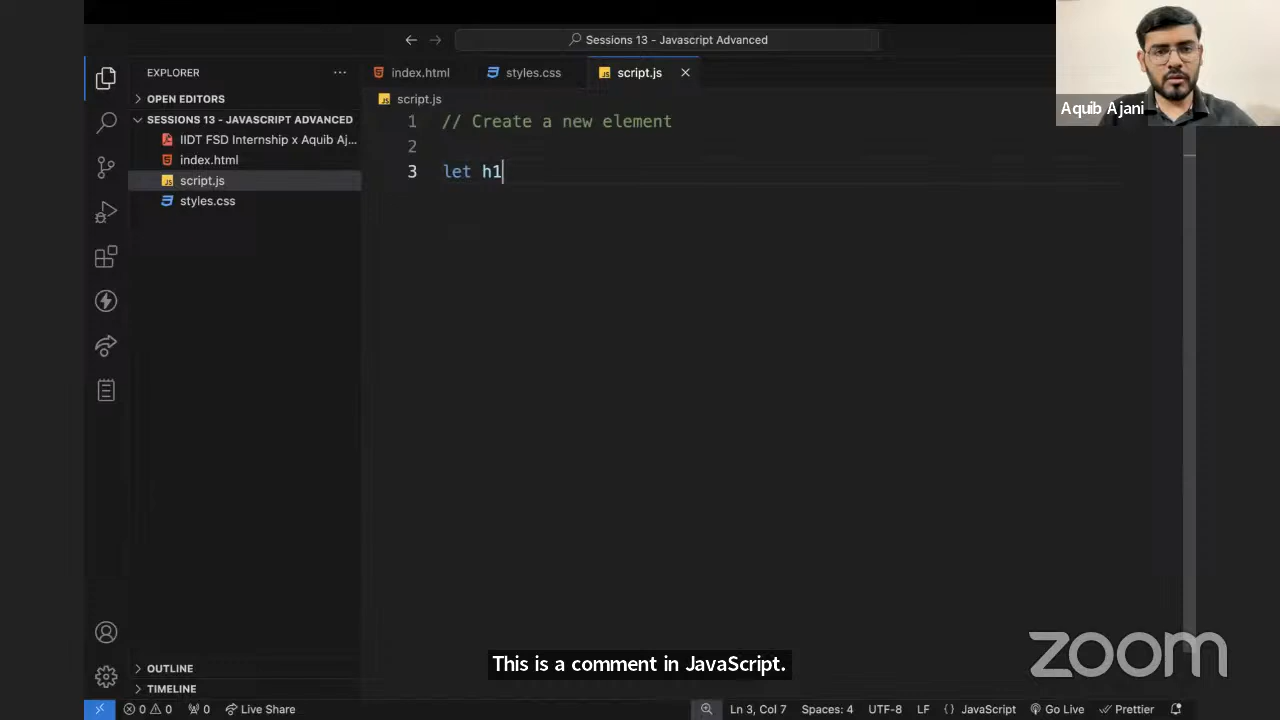 Sessions 13 - Javascript Advanced
Aquib Ajani
EXPLORER
index.html
styles.css
script.js
OPEN EDITORS
script.js
SESSIONS 13 - JAVASCRIPT ADVANCED
IIDT FSD Internship x Aquib Aj...
index.html
script.js
styles.css
1 // Create a new element
2
3 let h1
This is a comment in JavaScript.
zoom
OUTLINE
TIMELINE
0 0 0 Live Share Ln 3, Col 7 Spaces: 4 UTF-8 LF {} JavaScript Go Live Prettier